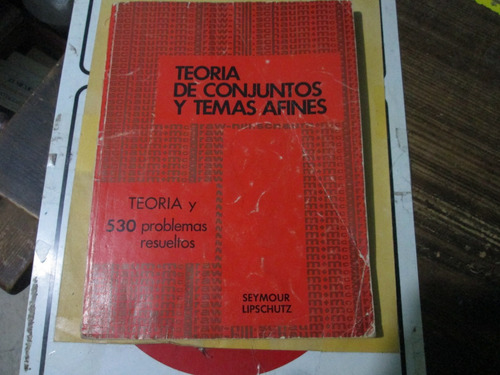 TEORIA
DE CONJUNTOS
Y TEMAS AFINES
TEORIA y
530 problemas
resueltos
SEYMOUR
LIPSCHUTZ